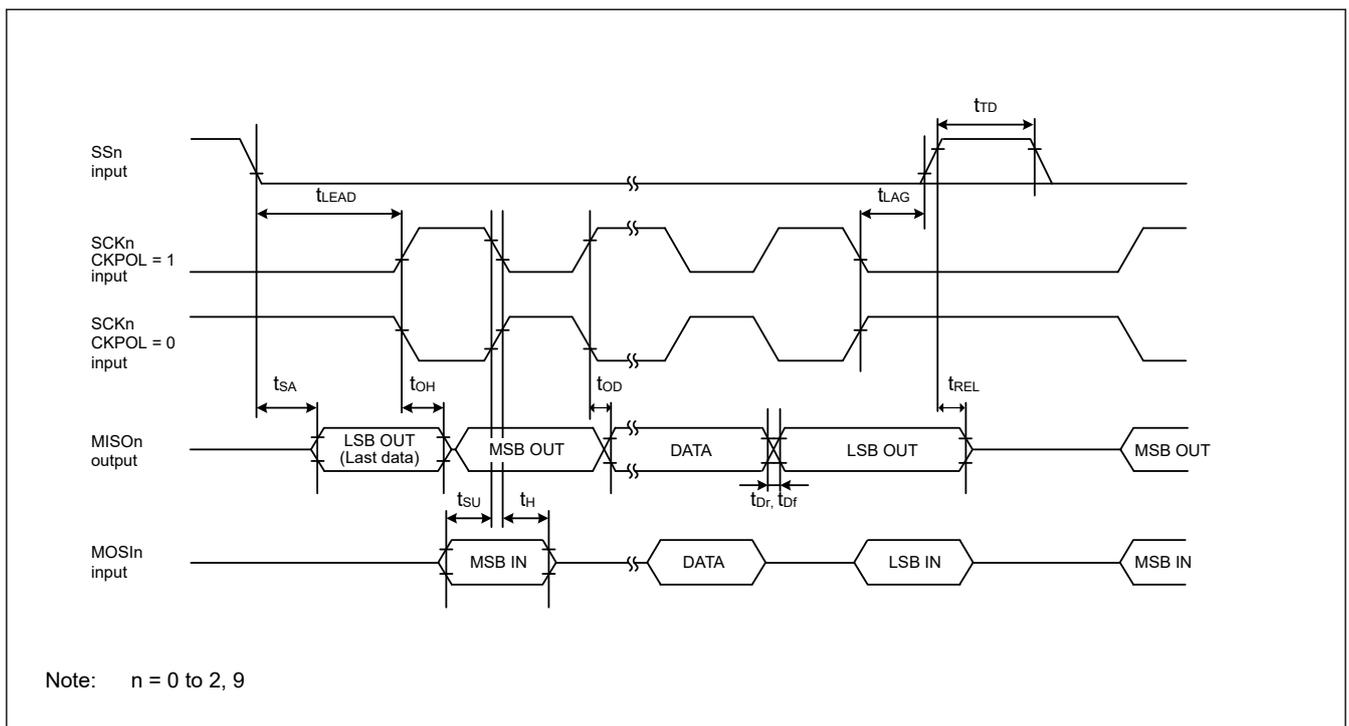 tTD
SSn
input
tLEAD
tLAG
SCKn
CKPOL = 1
input
SCKn
CKPOL = 0
input
tSA
tOH
tOD
tREL
MISOn
output
LSB OUT
(Last data)
MSB OUT
DATA
LSB OUT
MSB OUT
tSU
tH
tDr, tDf
MOSIn
input
MSB IN
DATA
LSB IN
MSB IN
Note: n = 0 to 2, 9